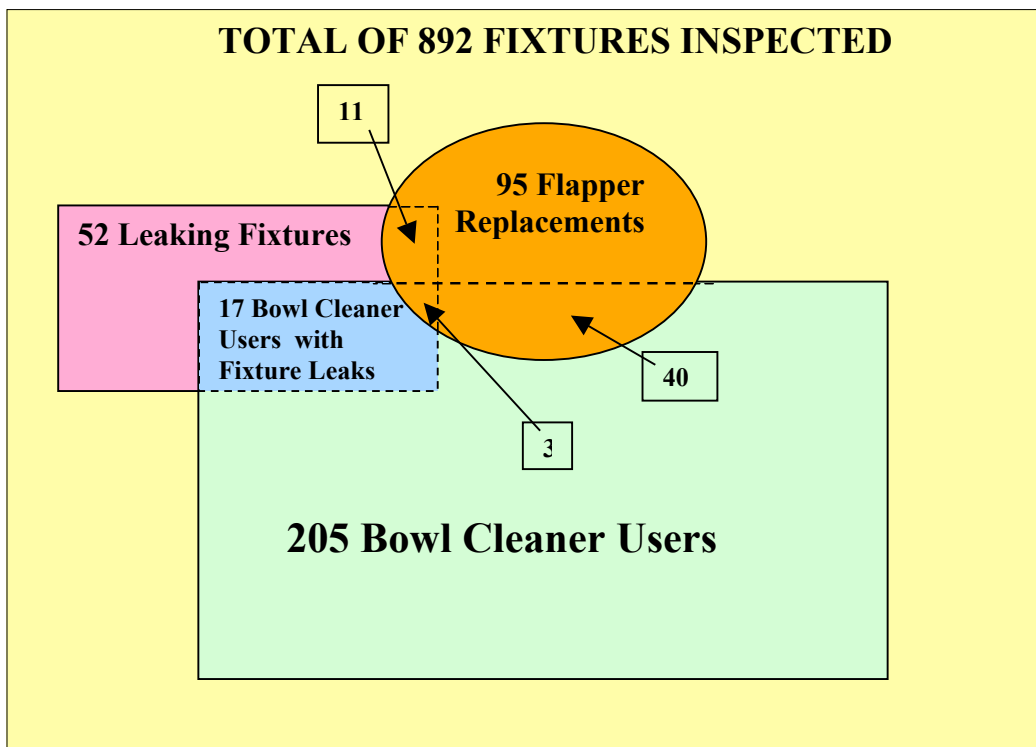 TOTAL OF 892 FIXTURES INSPECTED
11
95 Flapper
Replacements
52 Leaking Fixtures
17 Bowl Cleaner
Users with
Fixture Leaks
40
3
205 Bowl Cleaner Users